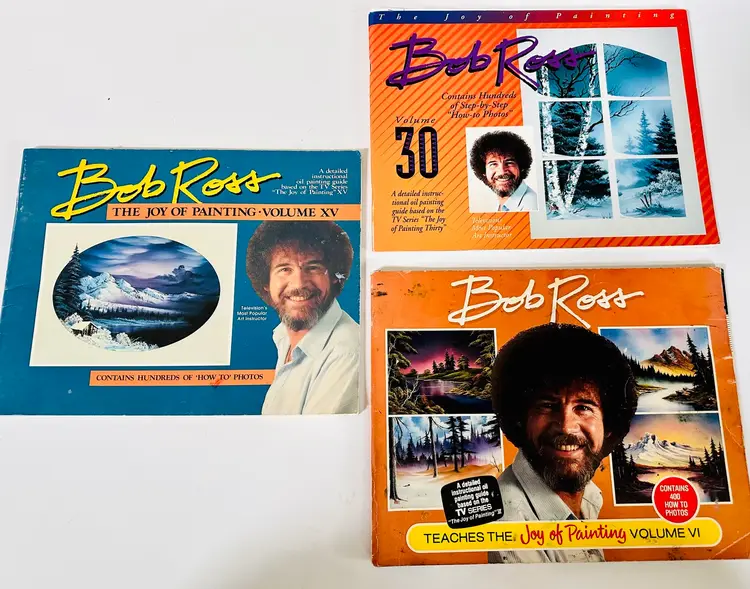 The Joy of Painting
Bob Ross
Contains Hundreds
of Step-by-Step
"How-to Photos"
Volume
30
A detailed instruc-
tional oil painting
guide based on the
TV Series "The Joy
of Painting Thirty"
Television's
Most Popular
Art Instructor
Bob Ross
A detailed
instructional
oil painting guide
based on the TV Series
"The Joy of Painting" XV
THE JOY OF PAINTING·VOLUME XV
Television's
Most Popular
Art Instructor
CONTAINS HUNDREDS OF 'HOW TO' PHOTOS
Bob Ross
A detailed
instructional oil
painting guide
based on the
TV SERIES
"The Joy of Painting"
CONTAINS
400
HOW TO
PHOTOS
TEACHES THE Joy of Painting VOLUME VI